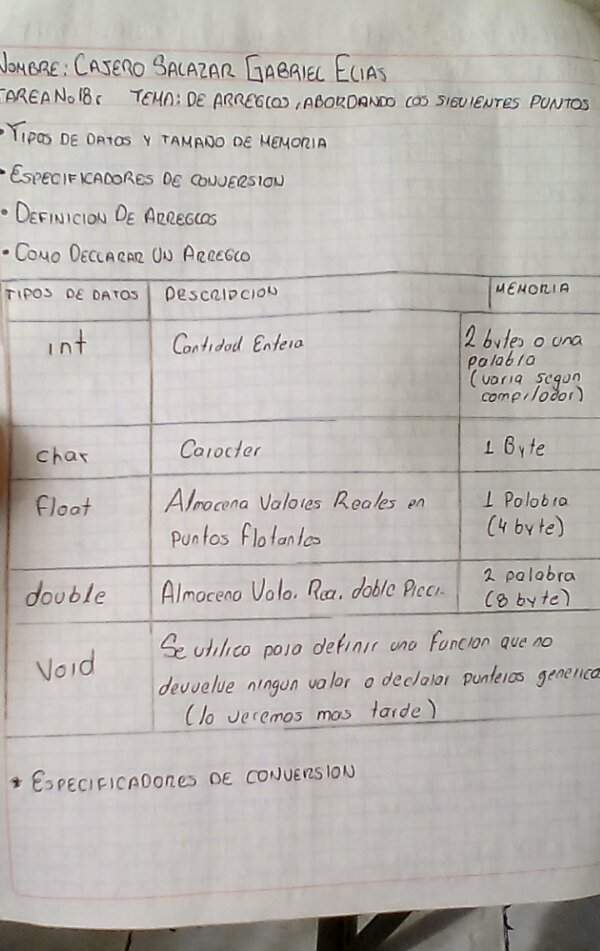 NOMBRE: CAJERO SALAZAR GABRIEL ELIAS
TAREA No 18: TEMA: DE ARREGLOS, ABORDANDO LOS SIGUIENTES PUNTOS
• TIPOS DE DATOS Y TAMAÑO DE MEMORIA
• ESPECIFICADORES DE CONVERSION
• DEFINICION DE ARREGLOS
• COMO DECLARAR UN ARREGLO
TIPOS DE DATOS DESCRIPCION MEMORIA
int Cantidad Entera 2 bytes o una
palabra
(varia segun
compilador)
char Caracter 1 Byte
float Almacena Valores Reales en 1 Palabra
puntos flotantes (4 byte)
double Almacena Valo. Rea. doble Preci. 2 palabra
(8 byte)
Void Se utilica para definir una funcion que no
devuelve ningun valor o declarar punteros generica
(lo veremos mas tarde)
* ESPECIFICADORES DE CONVERSION